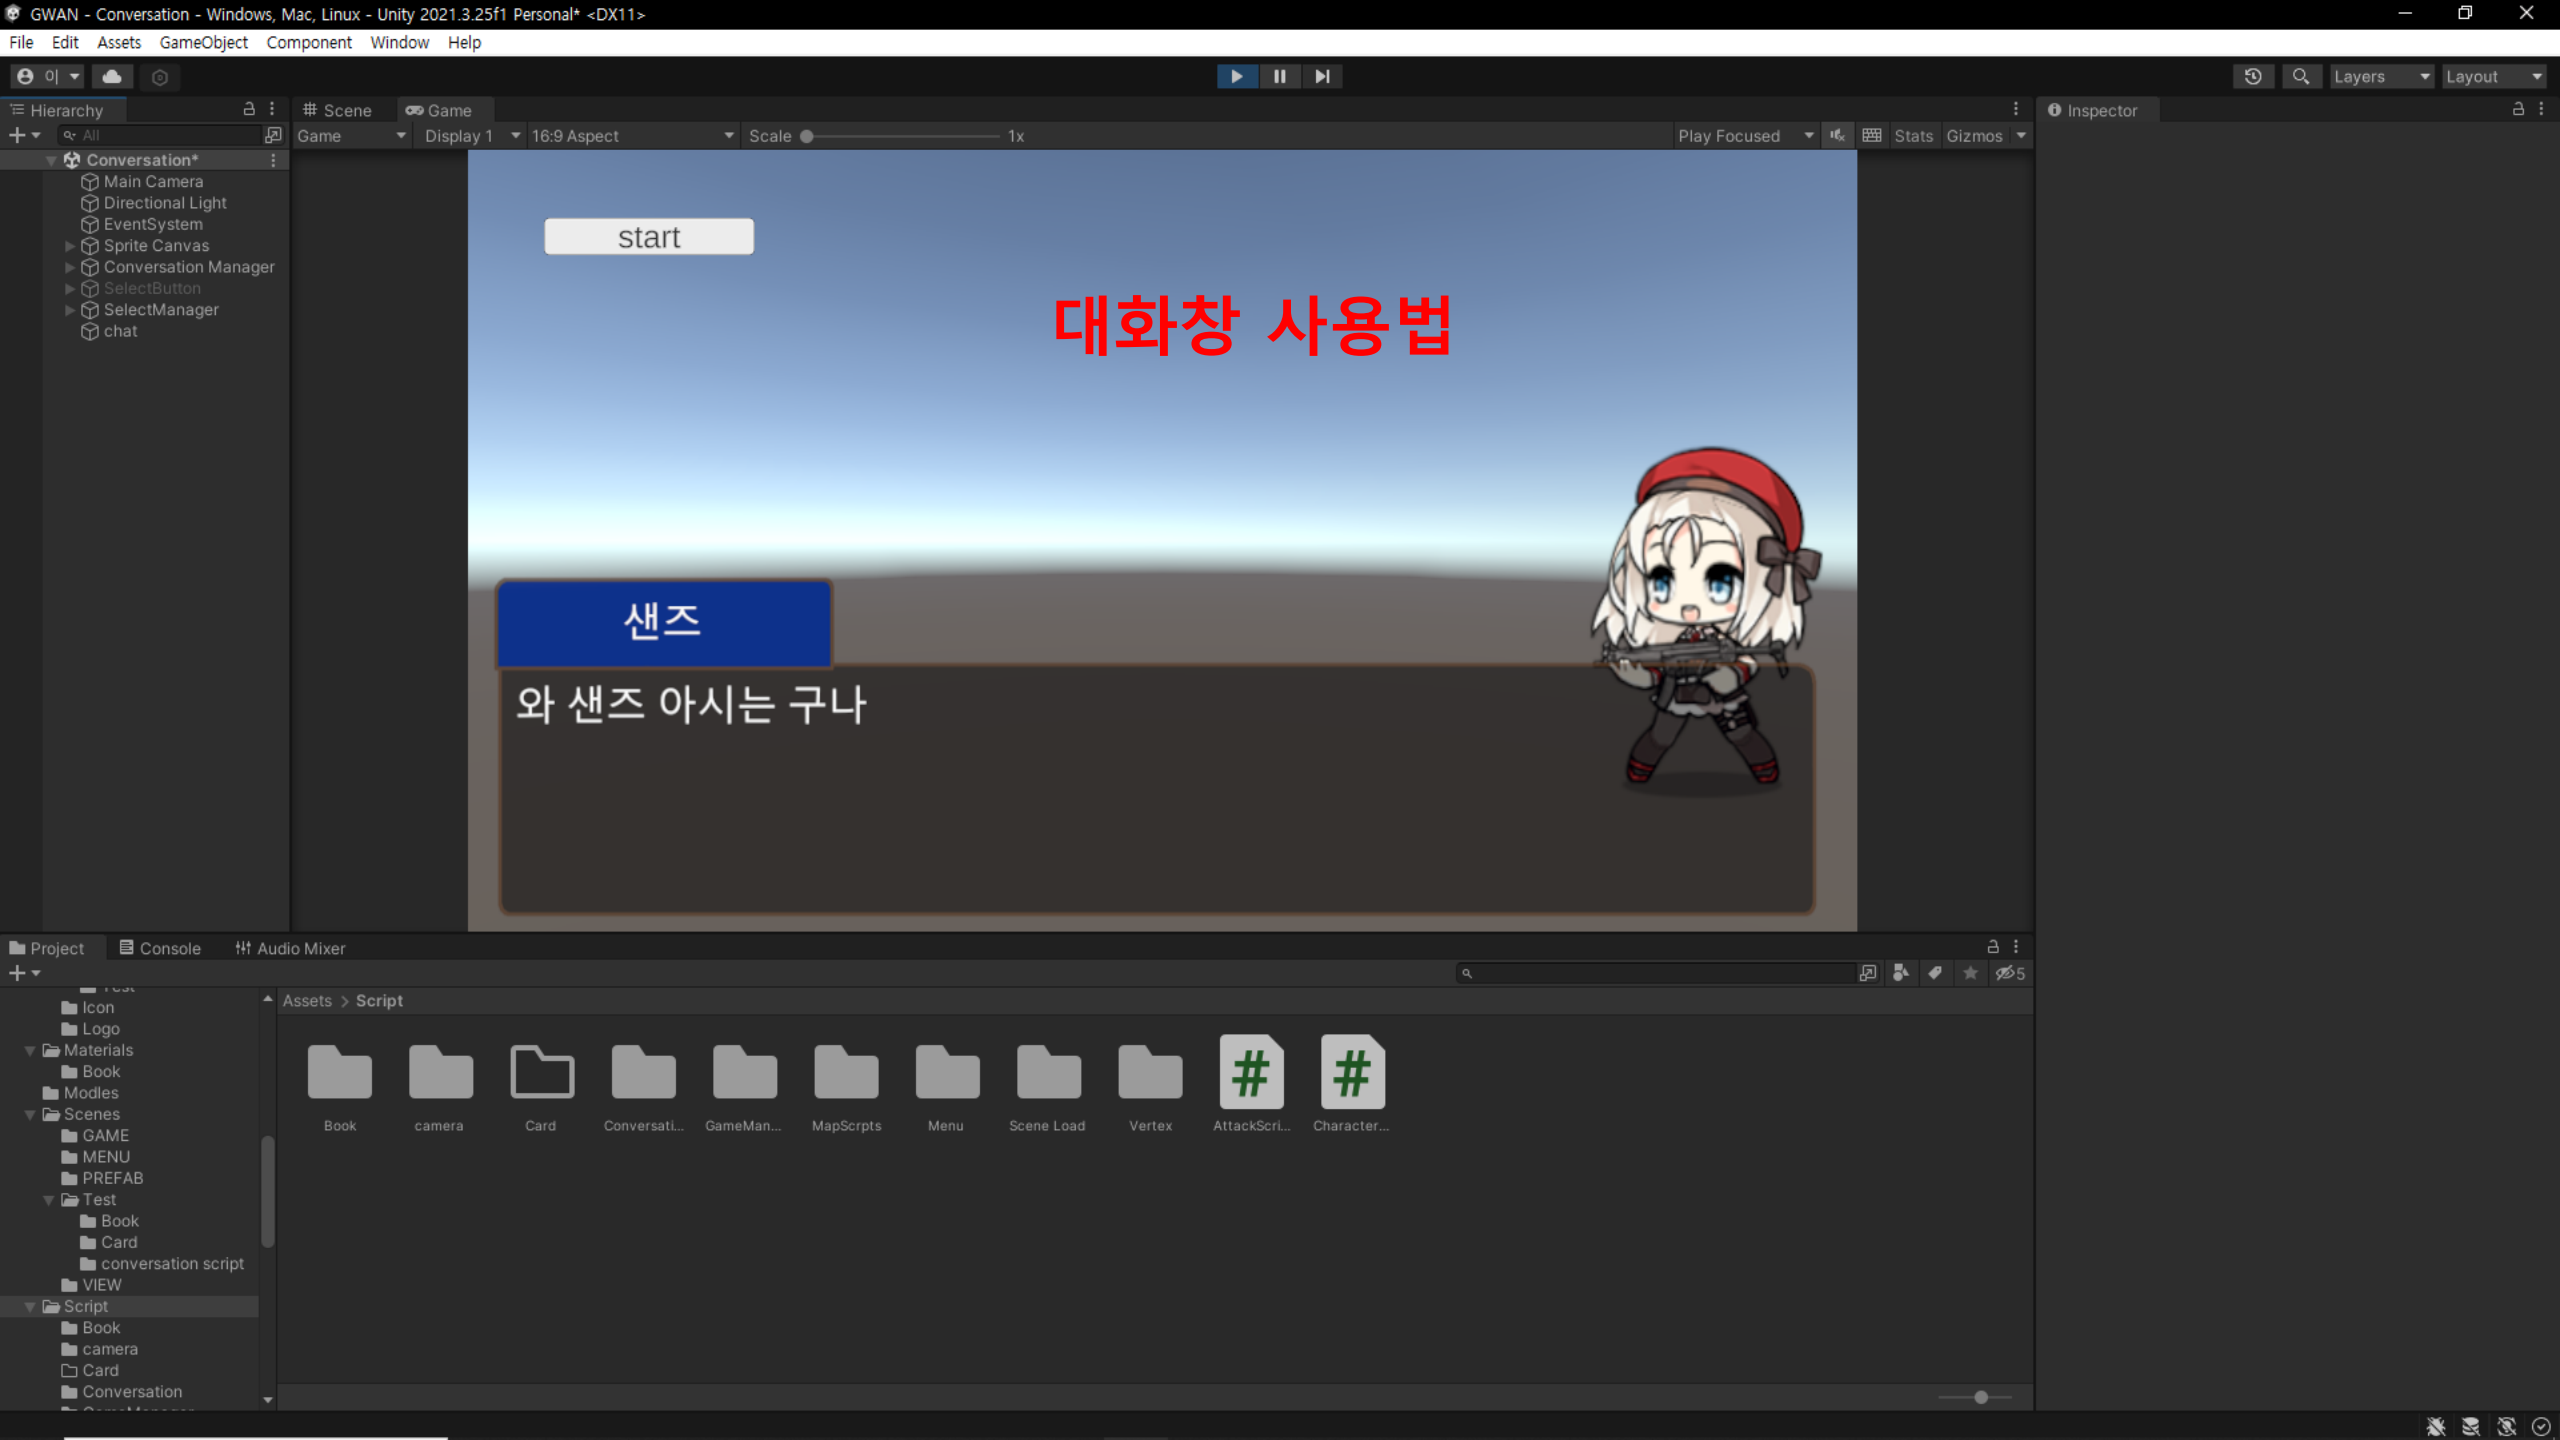 GWAN - Conversation - Windows, Mac, Linux - Unity 2021.3.25f1 Personal* <DX11>
File Edit Assets GameObject Component Window Help
이
Layers Layout
Hierarchy
Scene Game
Inspector
All
Game Display 1 16:9 Aspect Scale 1x Play Focused Stats Gizmos
Conversation*
Main Camera
Directional Light
EventSystem
Sprite Canvas
Conversation Manager
SelectButton
SelectManager
chat
start
대화창 사용법
샌즈
와 샌즈 아시는 구나
Project Console Audio Mixer
5
Icon
Logo
Materials
Book
Modles
Scenes
GAME
MENU
PREFAB
Test
Book
Card
conversation script
VIEW
Script
Book
camera
Card
Conversation
Assets > Script
Book camera Card Conversati... GameMan... MapScrpts Menu Scene Load Vertex AttackScri... Character...